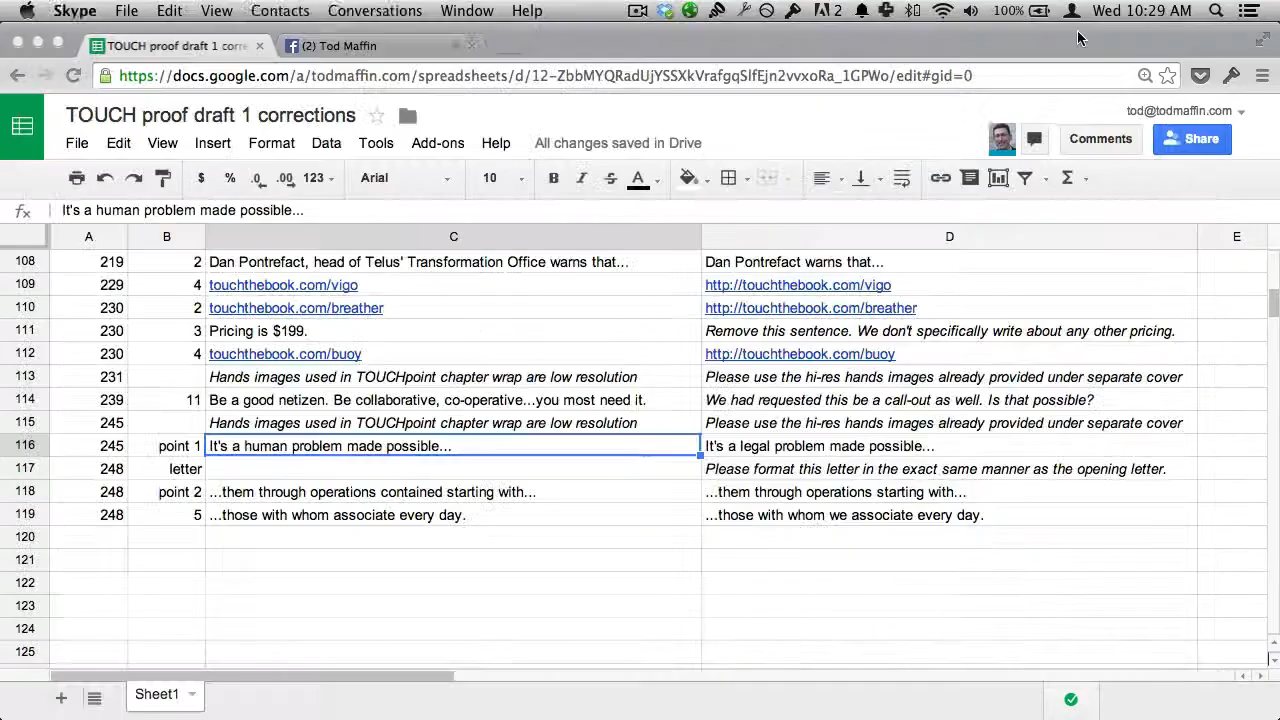 Skype File Edit View Contacts Conversations Window Help 2 100% Wed 10:29 AM
TOUCH proof draft 1 corre × (2) Tod Maffin
https://docs.google.com/a/todmaffin.com/spreadsheets/d/12-ZbbMYQRadUjYSSXkVrafgqSlfEjn2vvooRa_1GPWo/edit#gid=0
TOUCH proof draft 1 corrections
tod@todmaffin.com
File Edit View Insert Format Data Tools Add-ons Help All changes saved in Drive
Comments Share
$ % .0 .00 123 Arial 10 B I S A Σ
fx It's a human problem made possible...
A B C D E
108 219 2 Dan Pontrefact, head of Telus' Transformation Office warns that... Dan Pontrefact warns that...
109 229 4 touchthebook.com/vigo http://touchthebook.com/vigo
110 230 2 touchthebook.com/breather http://touchthebook.com/breather
111 230 3 Pricing is $199. Remove this sentence. We don't specifically write about any other pricing.
112 230 4 touchthebook.com/buoy http://touchthebook.com/buoy
113 231 Hands images used in TOUCHpoint chapter wrap are low resolution Please use the hi-res hands images already provided under separate cover
114 239 11 Be a good netizen. Be collaborative, co-operative...you most need it. We had requested this be a call-out as well. Is that possible?
115 245 Hands images used in TOUCHpoint chapter wrap are low resolution Please use the hi-res hands images already provided under separate cover
116 245 point 1 It's a human problem made possible... It's a legal problem made possible...
117 248 letter Please format this letter in the exact same manner as the opening letter.
118 248 point 2 ...them through operations contained starting with... ...them through operations starting with...
119 248 5 ...those with whom associate every day. ...those with whom we associate every day.
120
121
122
123
124
125
+ Sheet1